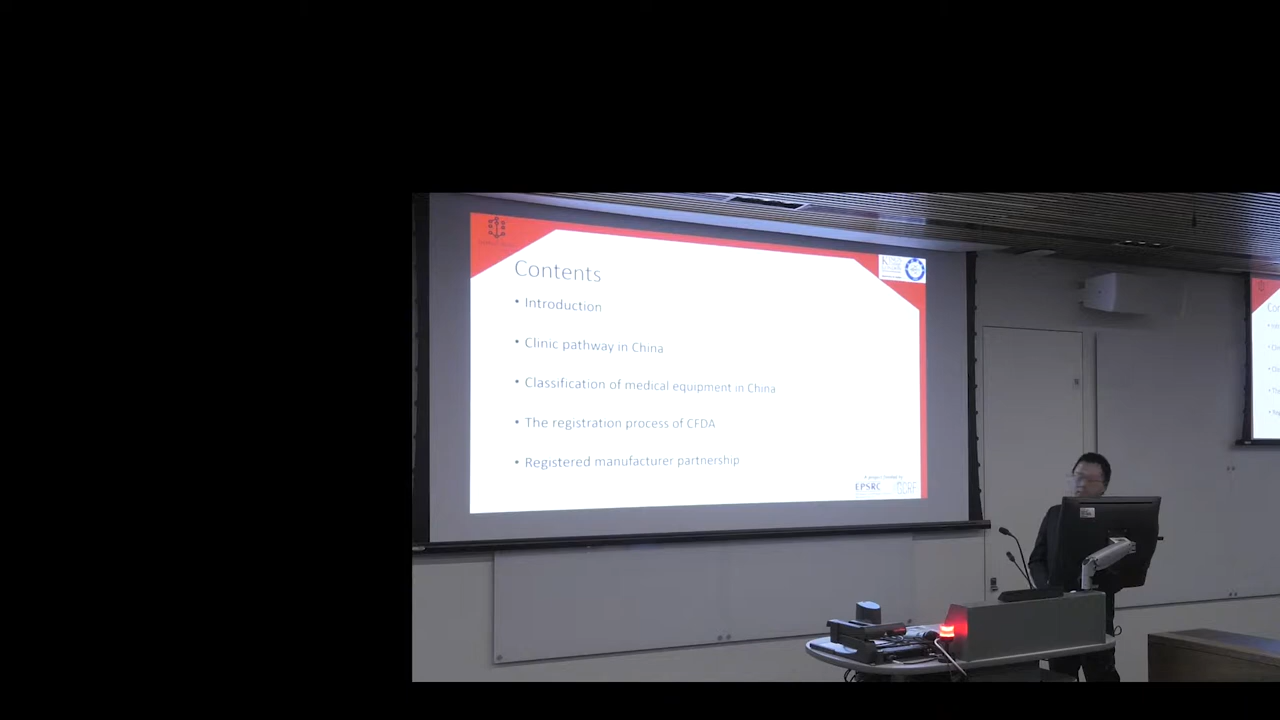 Contents
• Introduction
• Clinic pathway in China
• Classification of medical equipment in China
• The registration process of CFDA
• Registered manufacturer partnership
EPSRC